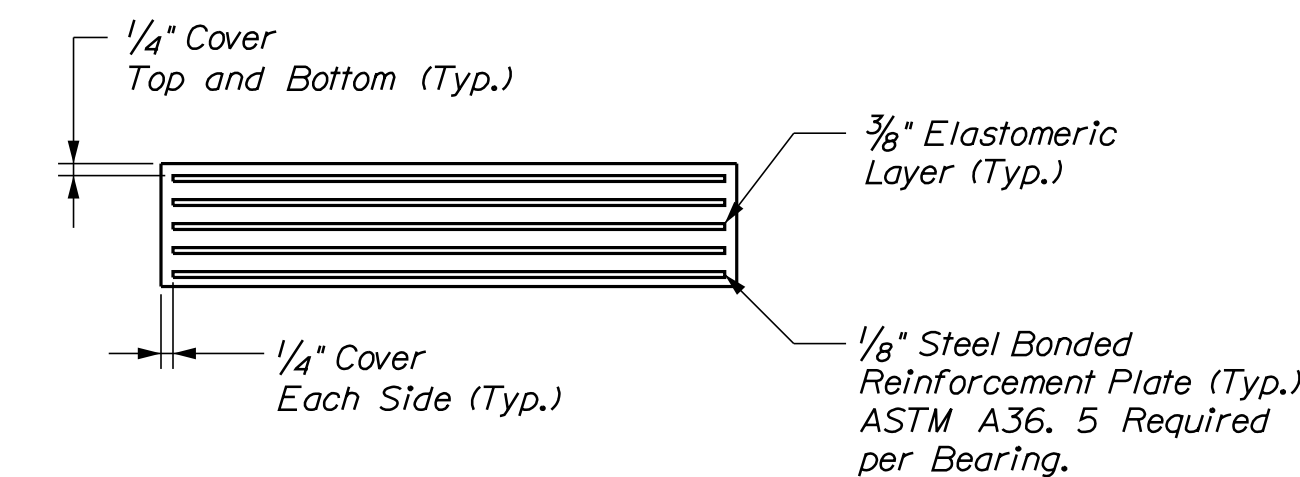 1/4" Cover
Top and Bottom (Typ.)
3/8" Elastomeric
Layer (Typ.)
1/4" Cover
Each Side (Typ.)
1/8" Steel Bonded
Reinforcement Plate (Typ.)
ASTM A36. 5 Required
per Bearing.